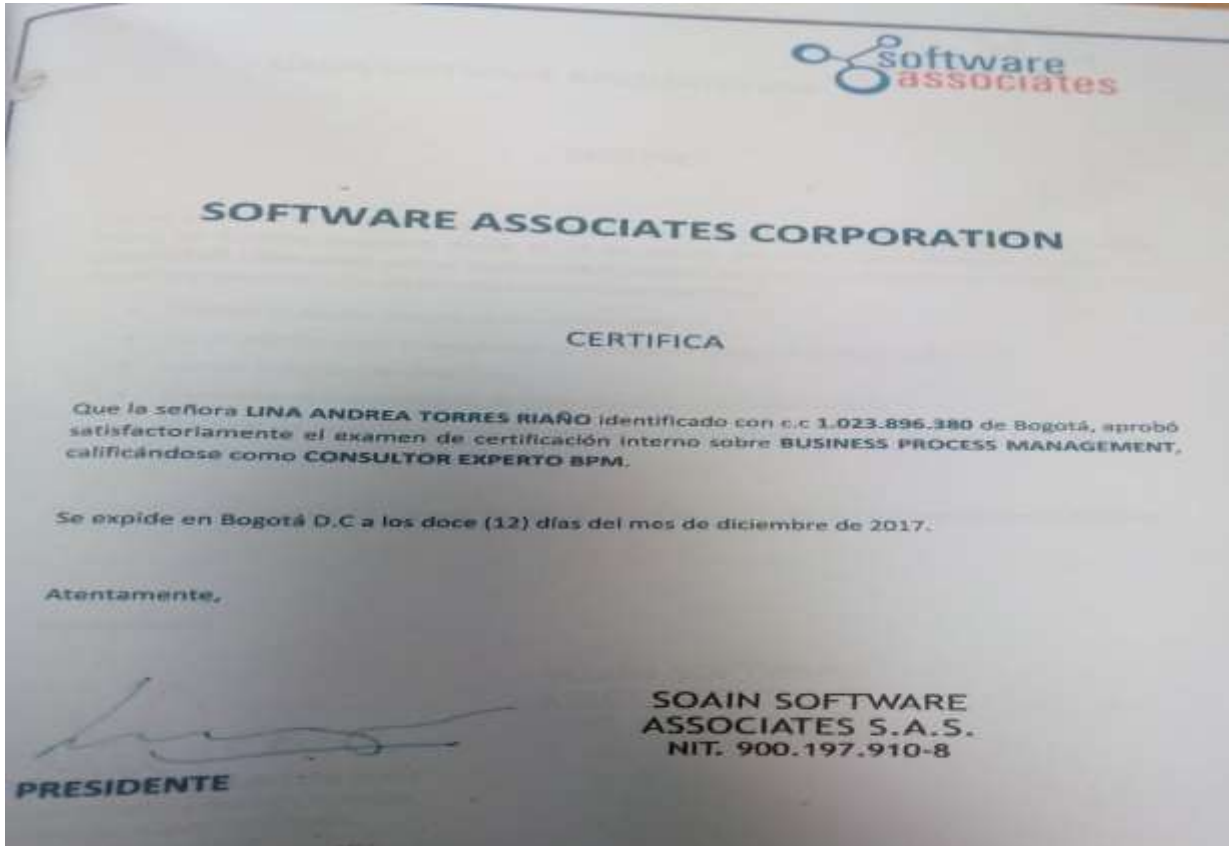 software
associates
SOFTWARE ASSOCIATES CORPORATION
CERTIFICA
Que la señora LINA ANDREA TORRES RIAÑO identificado con c.c 1.023.896.380 de Bogotá, aprobó
satisfactoriamente el examen de certificación interno sobre BUSINESS PROCESS MANAGEMENT,
calificándose como CONSULTOR EXPERTO BPM.
Se expide en Bogotá D.C a los doce (12) días del mes de diciembre de 2017.
Atentamente,
PRESIDENTE
SOAIN SOFTWARE
ASSOCIATES S.A.S.
NIT. 900.197.910-8